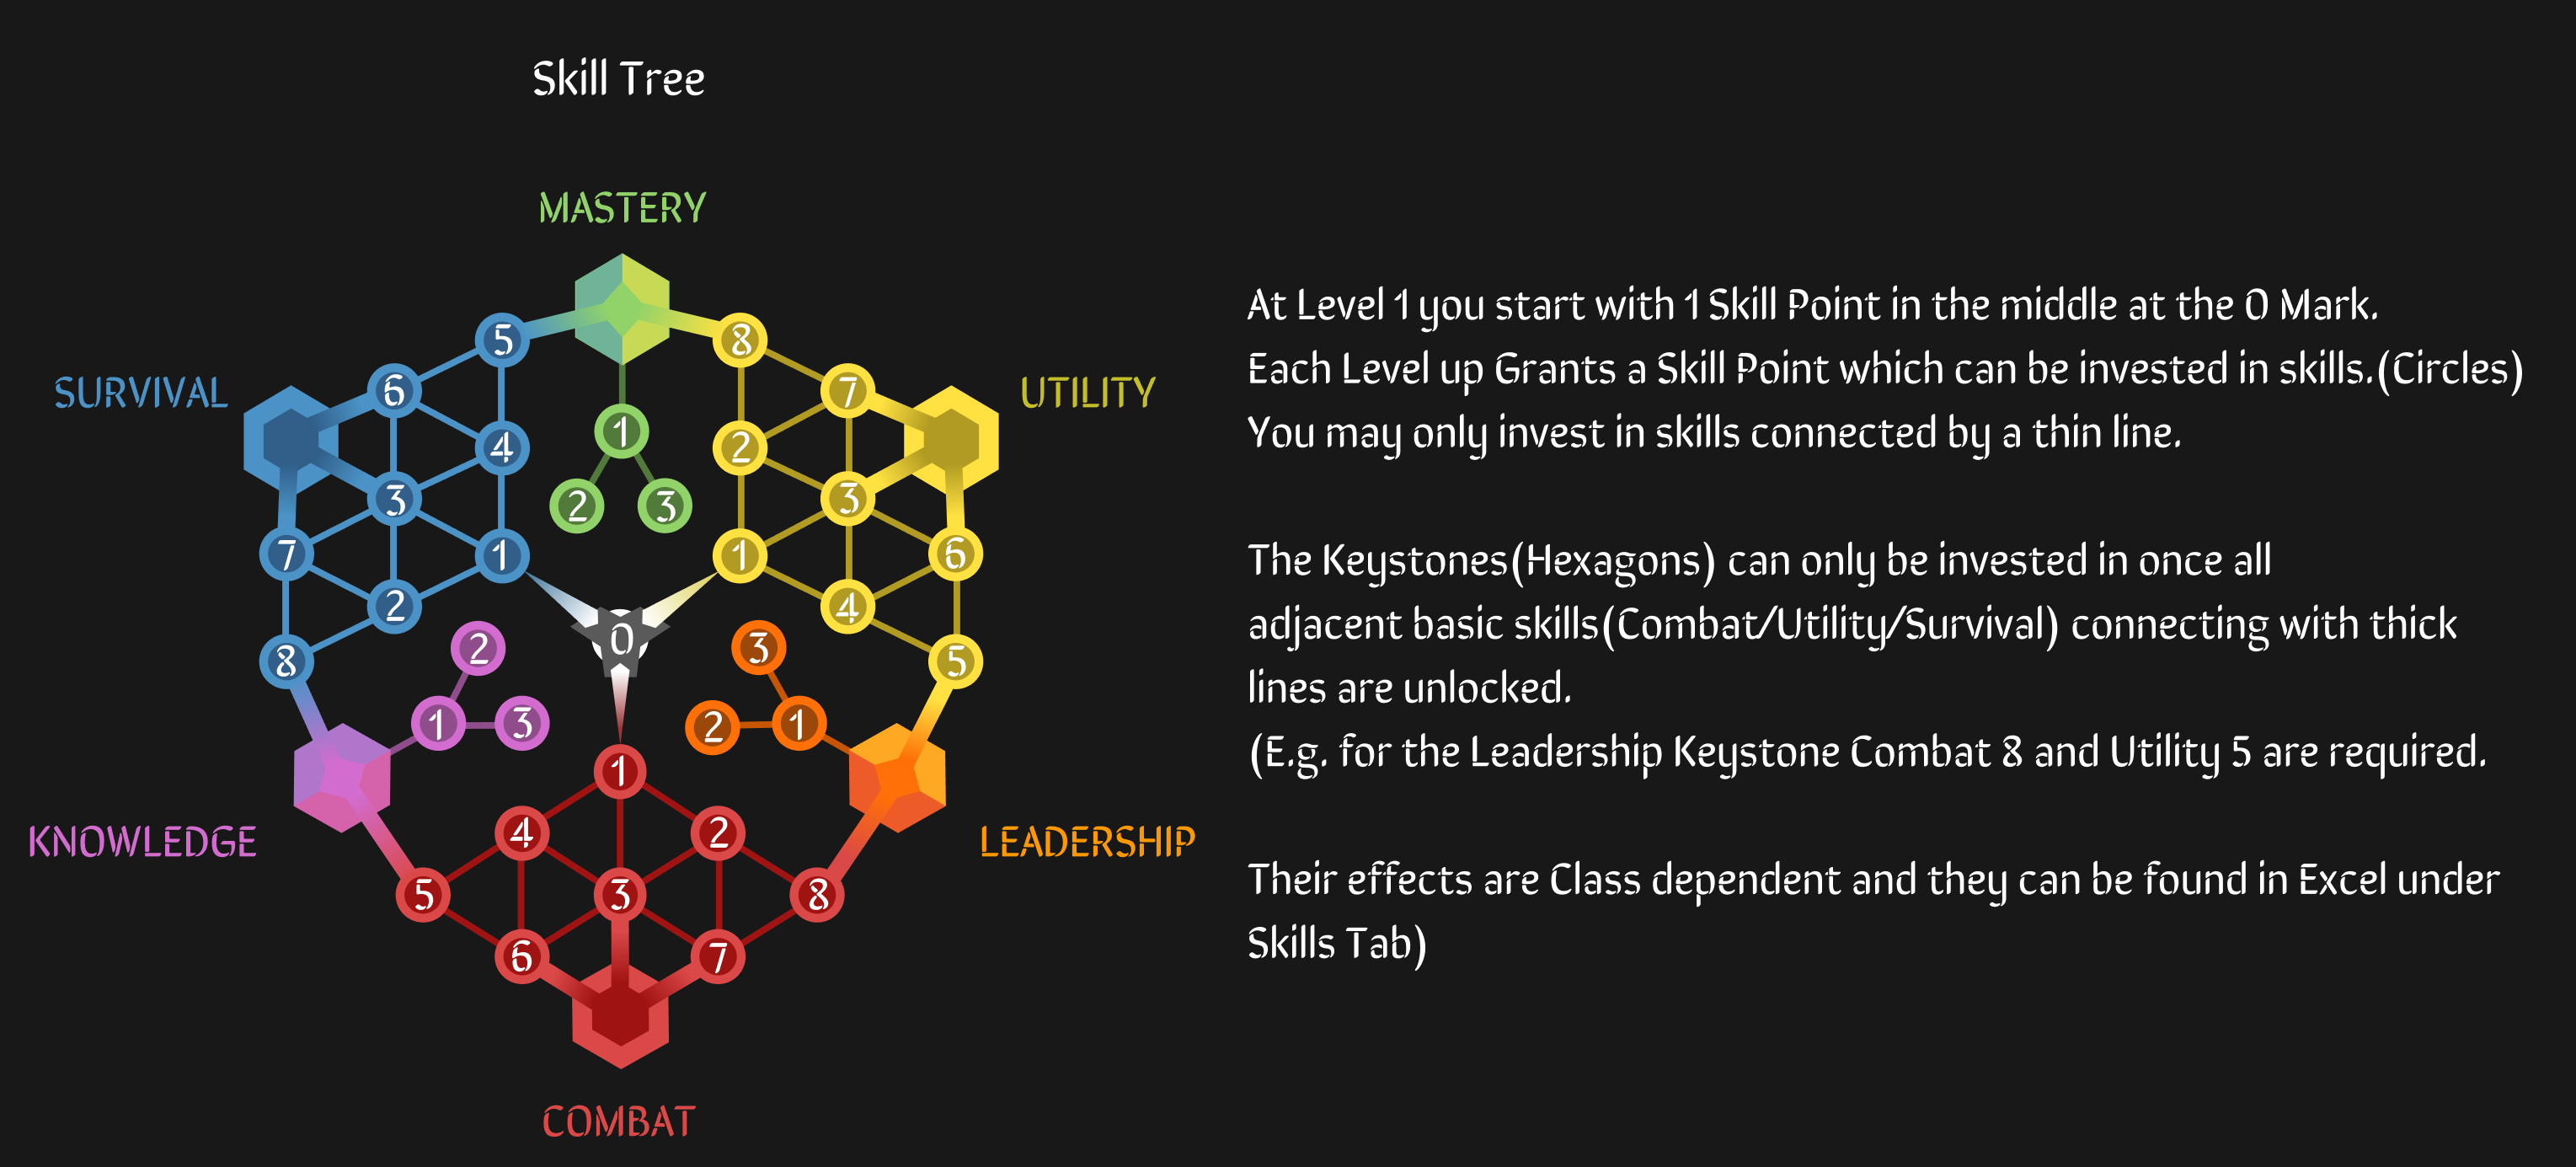 Skill Tree
MASTERY
SURVIVAL
UTILITY
5
8
6
7
1
4
2
2
3
3
3
7
1
1
6
2
4
0
8
2
3
5
1
3
2
1
1
KNOWLEDGE
4
2
LEADERSHIP
5
3
8
6
7
COMBAT
At Level 1 you start with 1 Skill Point in the middle at the 0 Mark.
Each Level up Grants a Skill Point which can be invested in skills.(Circles)
You may only invest in skills connected by a thin line.
The Keystones(Hexagons) can only be invested in once all
adjacent basic skills(Combat/Utility/Survival) connecting with thick
lines are unlocked.
(E.g. for the Leadership Keystone Combat 8 and Utility 5 are required.
Their effects are Class dependent and they can be found in Excel under
Skills Tab)